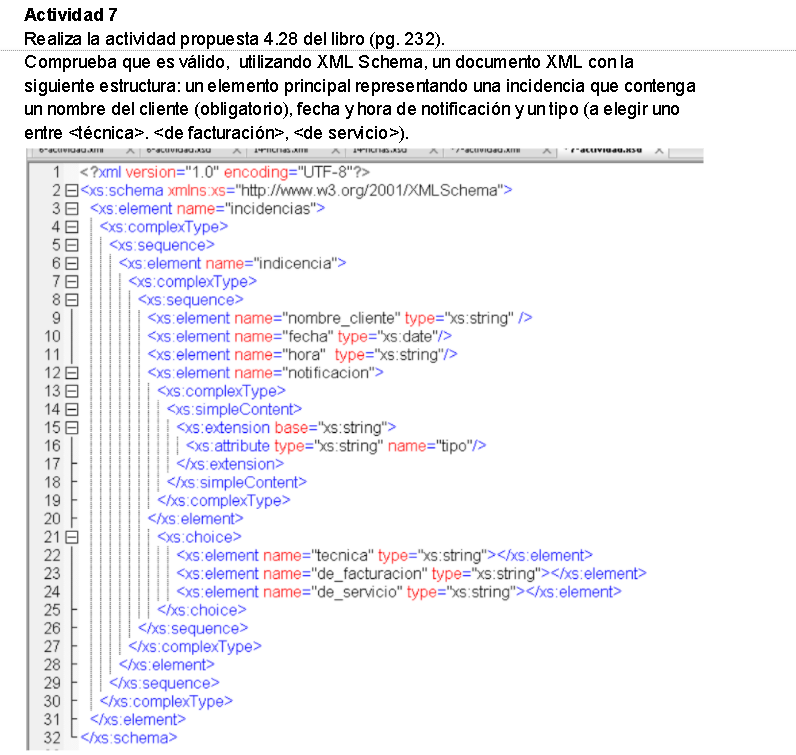 Actividad 7
Realiza la actividad propuesta 4.28 del libro (pg. 232).
Comprueba que es válido, utilizando XML Schema, un documento XML con la
siguiente estructura: un elemento principal representando una incidencia que contenga
un nombre del cliente (obligatorio), fecha y hora de notificación y un tipo (a elegir uno
entre <técnica>. <de facturación>, <de servicio>).
1 <?xml version="1.0" encoding="UTF-8"?>
2 <xs:schema xmlns:xs="http://www.w3.org/2001/XMLSchema">
3 <xs:element name="incidencias">
4 <xs:complexType>
5 <xs:sequence>
6 <xs:element name="indicencia">
7 <xs:complexType>
8 <xs:sequence>
9 <xs:element name="nombre_cliente" type="xs:string" />
10 <xs:element name="fecha" type="xs:date"/>
11 <xs:element name="hora" type="xs:string"/>
12 <xs:element name="notificacion">
13 <xs:complexType>
14 <xs:simpleContent>
15 <xs:extension base="xs:string">
16 <xs:attribute type="xs:string" name="tipo"/>
17 </xs:extension>
18 </xs:simpleContent>
19 </xs:complexType>
20 </xs:element>
21 <xs:choice>
22 <xs:element name="tecnica" type="xs:string"></xs:element>
23 <xs:element name="de_facturacion" type="xs:string"></xs:element>
24 <xs:element name="de_servicio" type="xs:string"></xs:element>
25 </xs:choice>
26 </xs:sequence>
27 </xs:complexType>
28 </xs:element>
29 </xs:sequence>
30 </xs:complexType>
31 </xs:element>
32 </xs:schema>